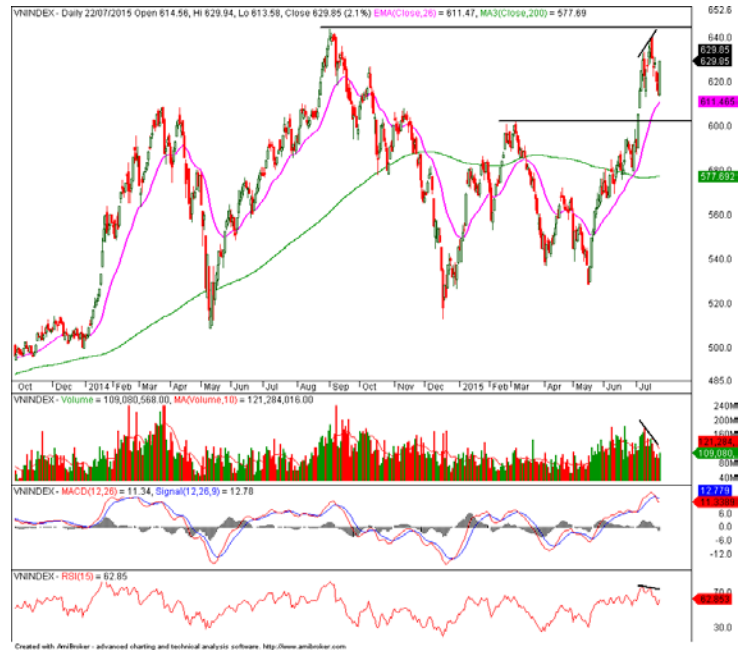 VNINDEX - Daily 22/07/2015 Open 614.56, Hi 629.94, Lo 613.58, Close 629.85 (2.1%) EMA(Close,26) = 611.47, MA3(Close,200) = 577.69
652.6
640.0
629.85
629.85
620.0
611.465
600.0
580.0
577.692
560.0
540.0
520.0
500.0
485.0
Oct Dec 2014 Feb Mar Apr May Jun Jul Aug Sep Oct Nov Dec 2015 Mar Apr May Jun Jul
VNINDEX - Volume = 109,080,568.00, MA(Volume,10) = 121,284,016.00
240M
200M
160M
121,284,
109,080,
80M
40M
VNINDEX - MACD(12,26) = 11.34, Signal(12,26,9) = 12.78
12.779
6.0
-0.0
-6.0
-12.0
VNINDEX - RSI(15) = 62.85
70.0
62.853
30.0
Created with AmiBroker - advanced charting and technical analysis software. http://www.amibroker.com